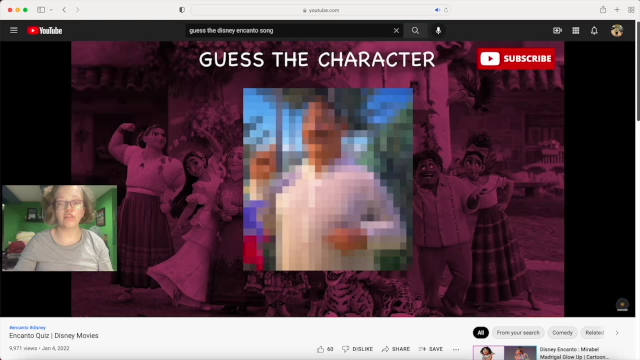 youtube.com
YouTube
guess the disney encanto song
GUESS THE CHARACTER
SUBSCRIBE
#encanto #disney
Encanto Quiz | Disney Movies
9,971 views • Jan 4, 2022
60
DISLIKE
SHARE
SAVE
All
From your search
Comedy
Related
Disney Encanto : Mirabel
Madrigal Glow Up | Cartoon